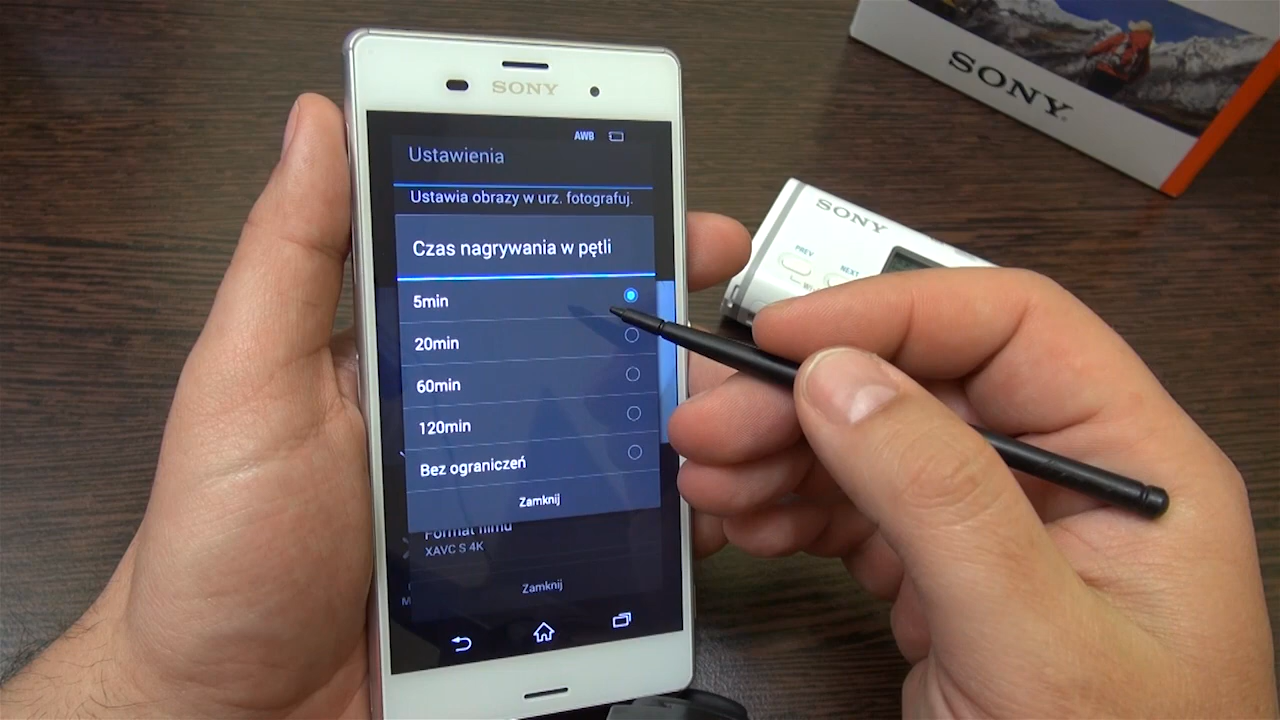 SONY
AWB
Ustawienia
Ustawia obrazy w urz. fotografuj.
Czas nagrywania w pętli
5min
20min
60min
120min
Bez ograniczeń
Zamknij
Format filmu
XAVC S 4K
Zamknij
SONY
PREV
NEXT
SONY